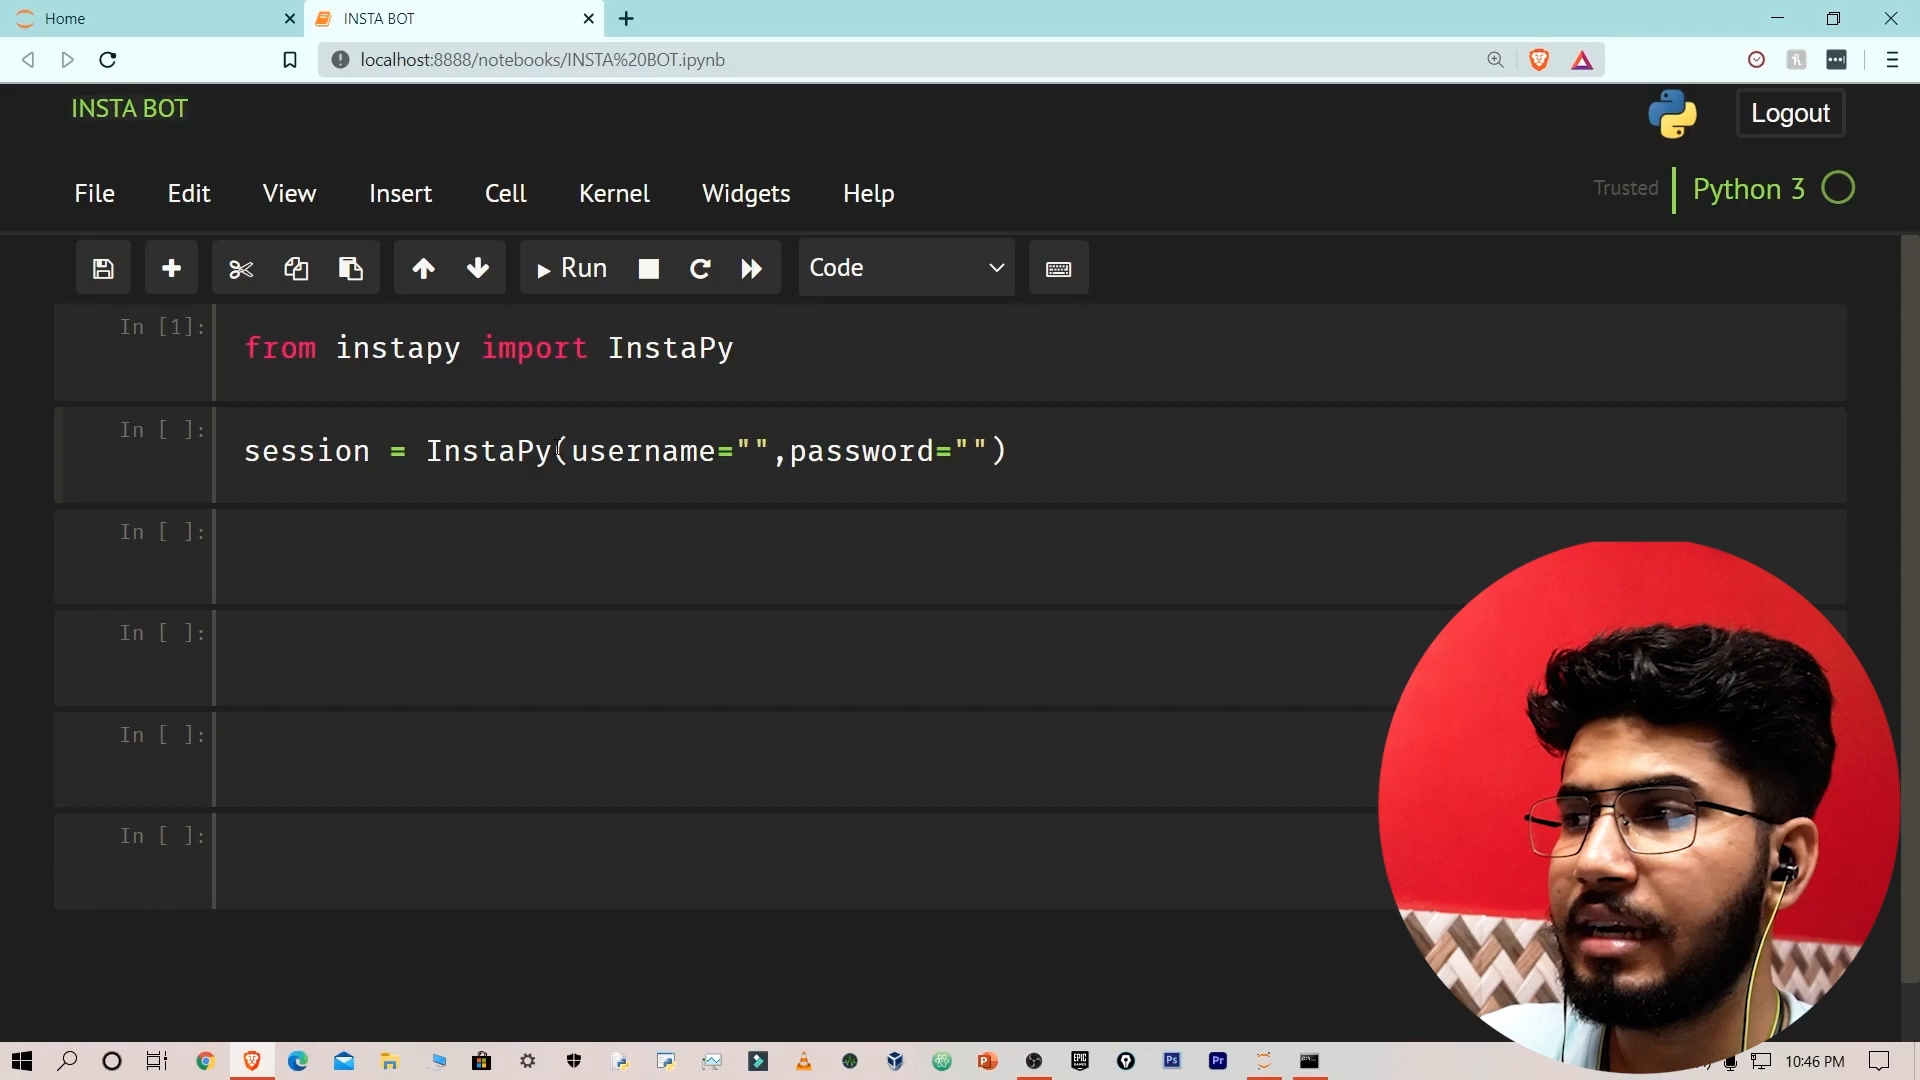 Home
INSTA BOT
localhost:8888/notebooks/INSTA%20BOT.ipynb
INSTA BOT
Logout
File Edit View Insert Cell Kernel Widgets Help
Trusted
Python 3
Run
Code
In [1]:
from instapy import InstaPy
In [ ]:
session = InstaPy(username="",password="")
In [ ]:
In [ ]:
In [ ]:
In [ ]:
10:46 PM